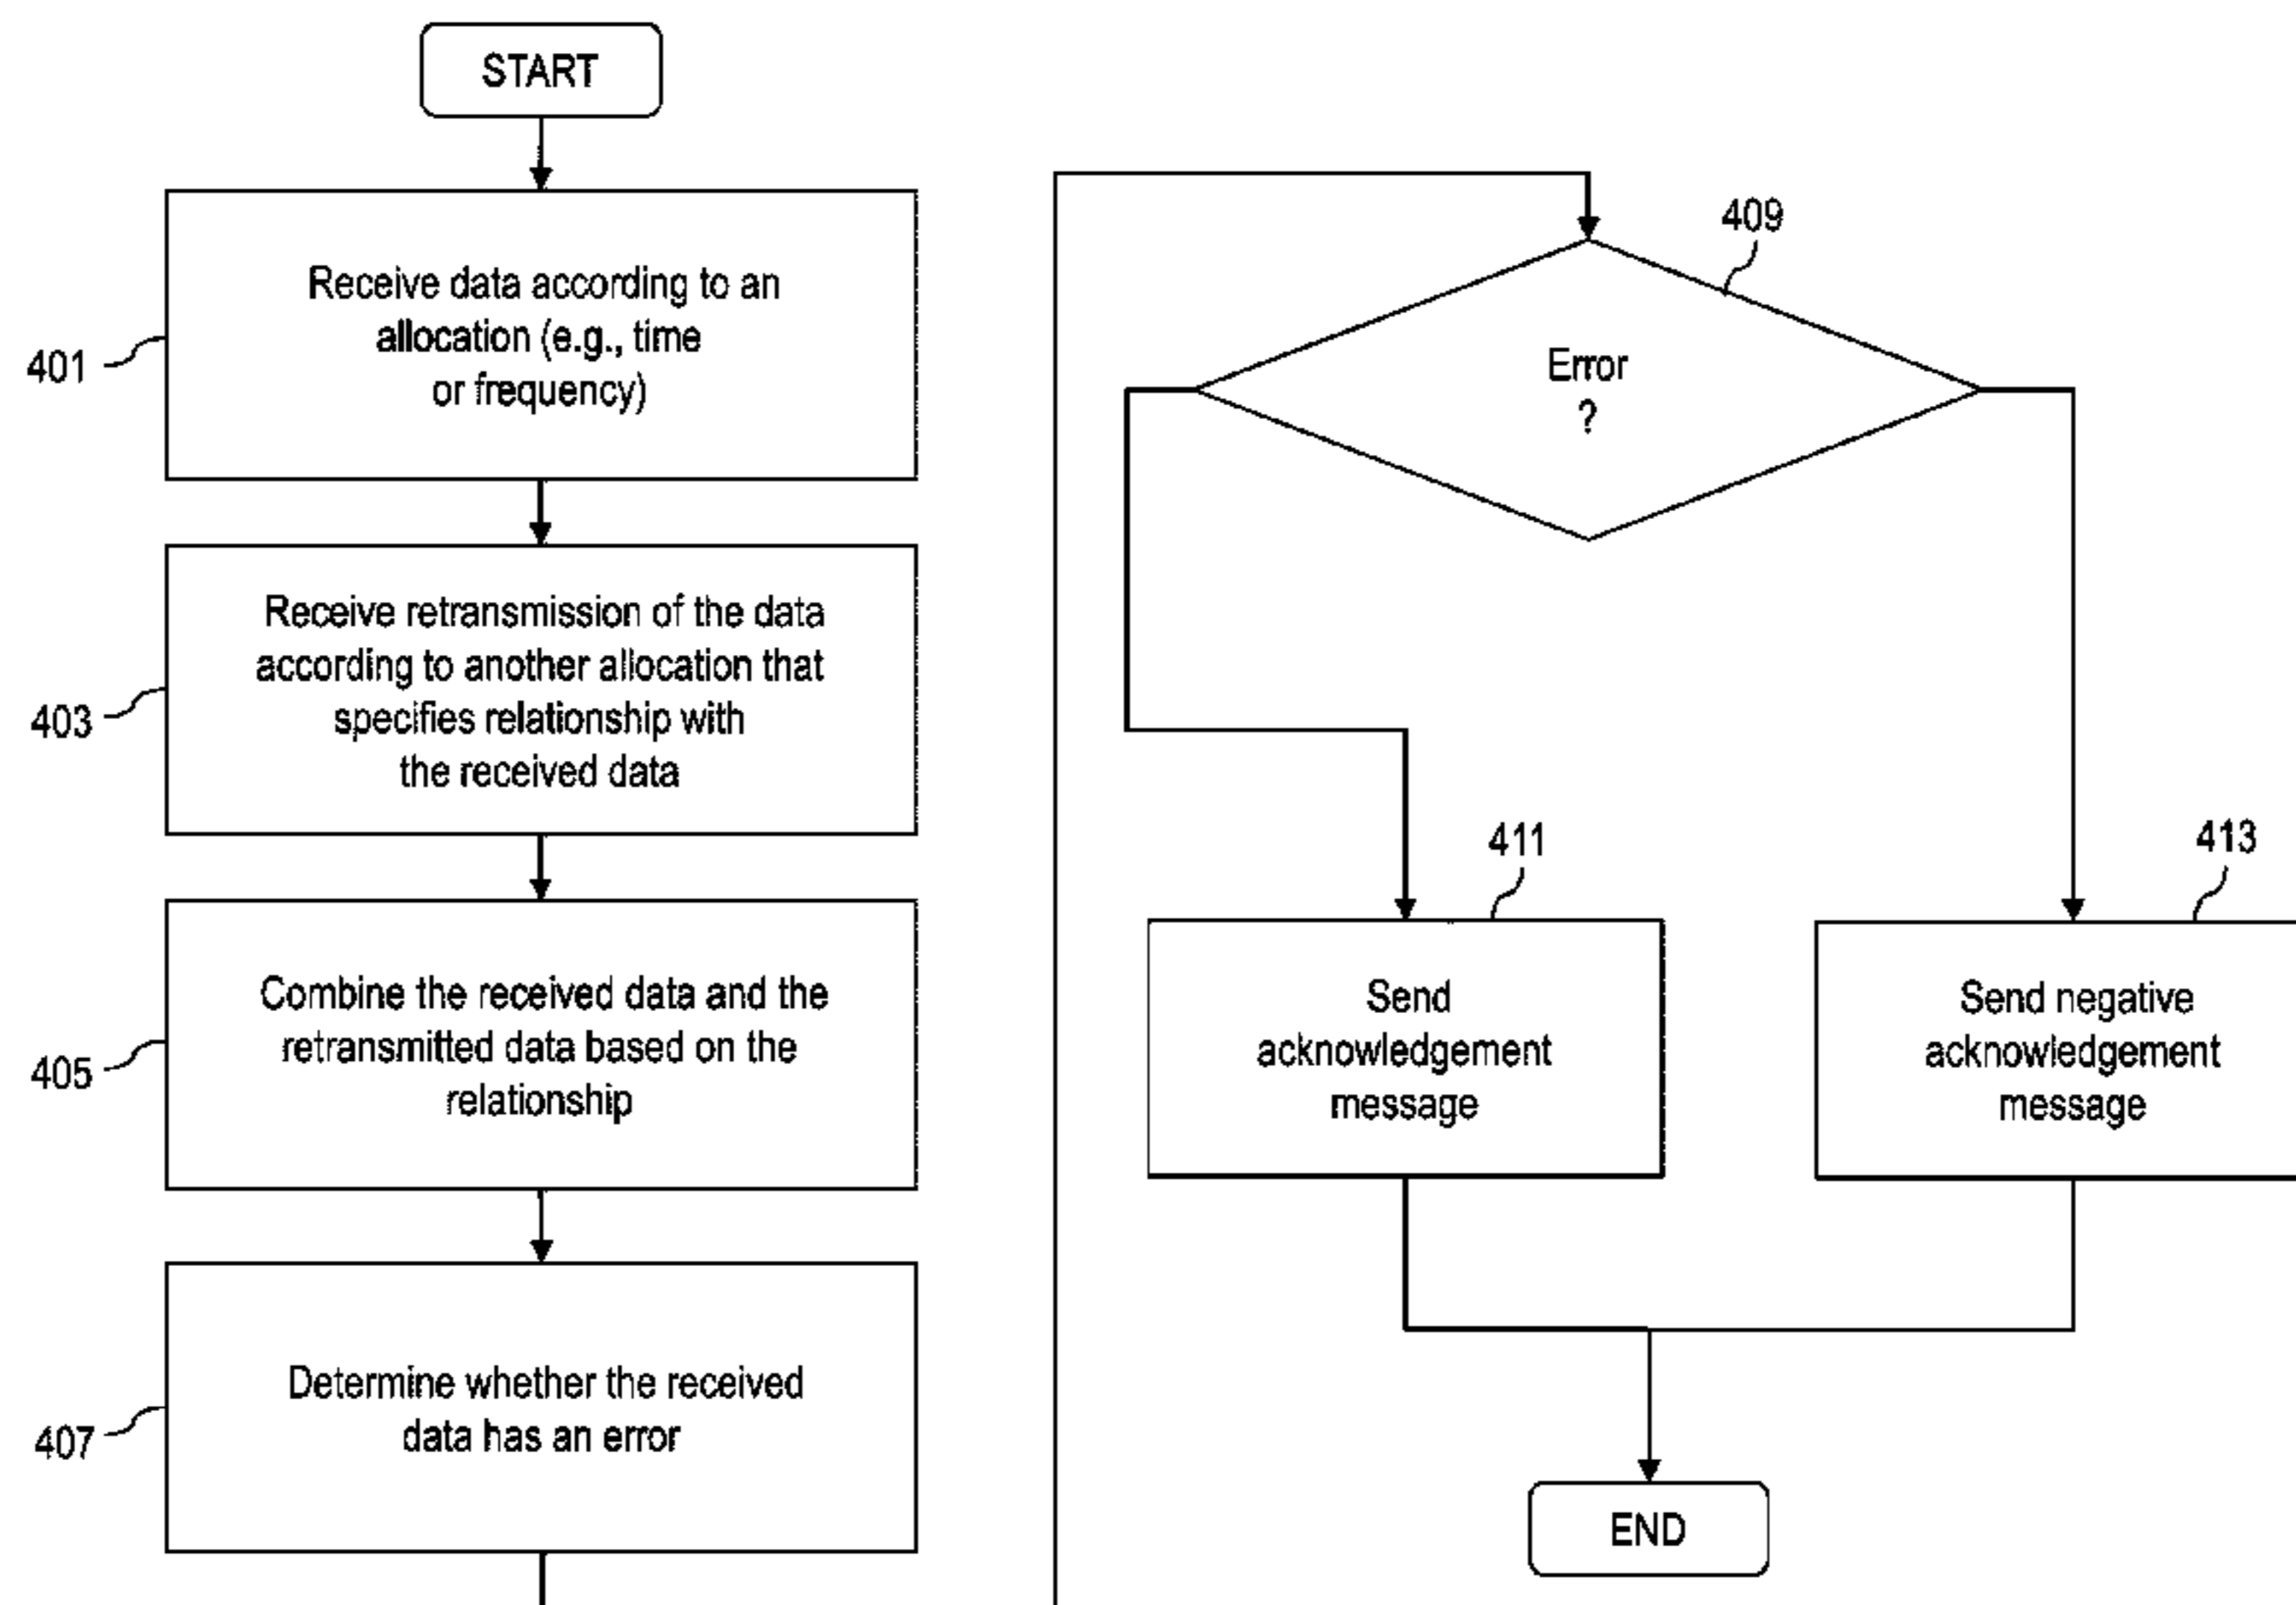 START
401
Receive data according to an
allocation (e.g., time
or frequency)
403
Receive retransmission of the data
according to another allocation that
specifies relationship with
the received data
405
Combine the received data and the
retransmitted data based on the
relationship
407
Determine whether the received
data has an error
409
Error
?
411
Send
acknowledgement
message
413
Send negative
acknowledgement
message
END